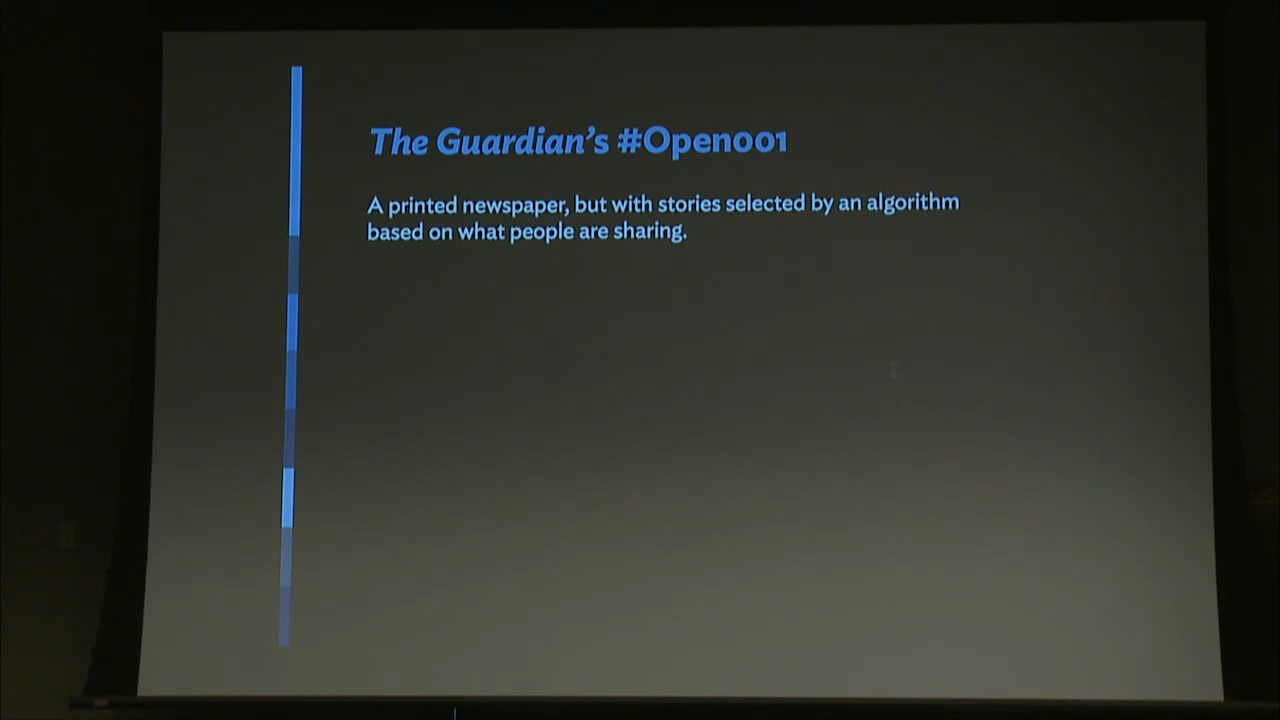 The Guardian's #Open001
A printed newspaper, but with stories selected by an algorithm
based on what people are sharing.